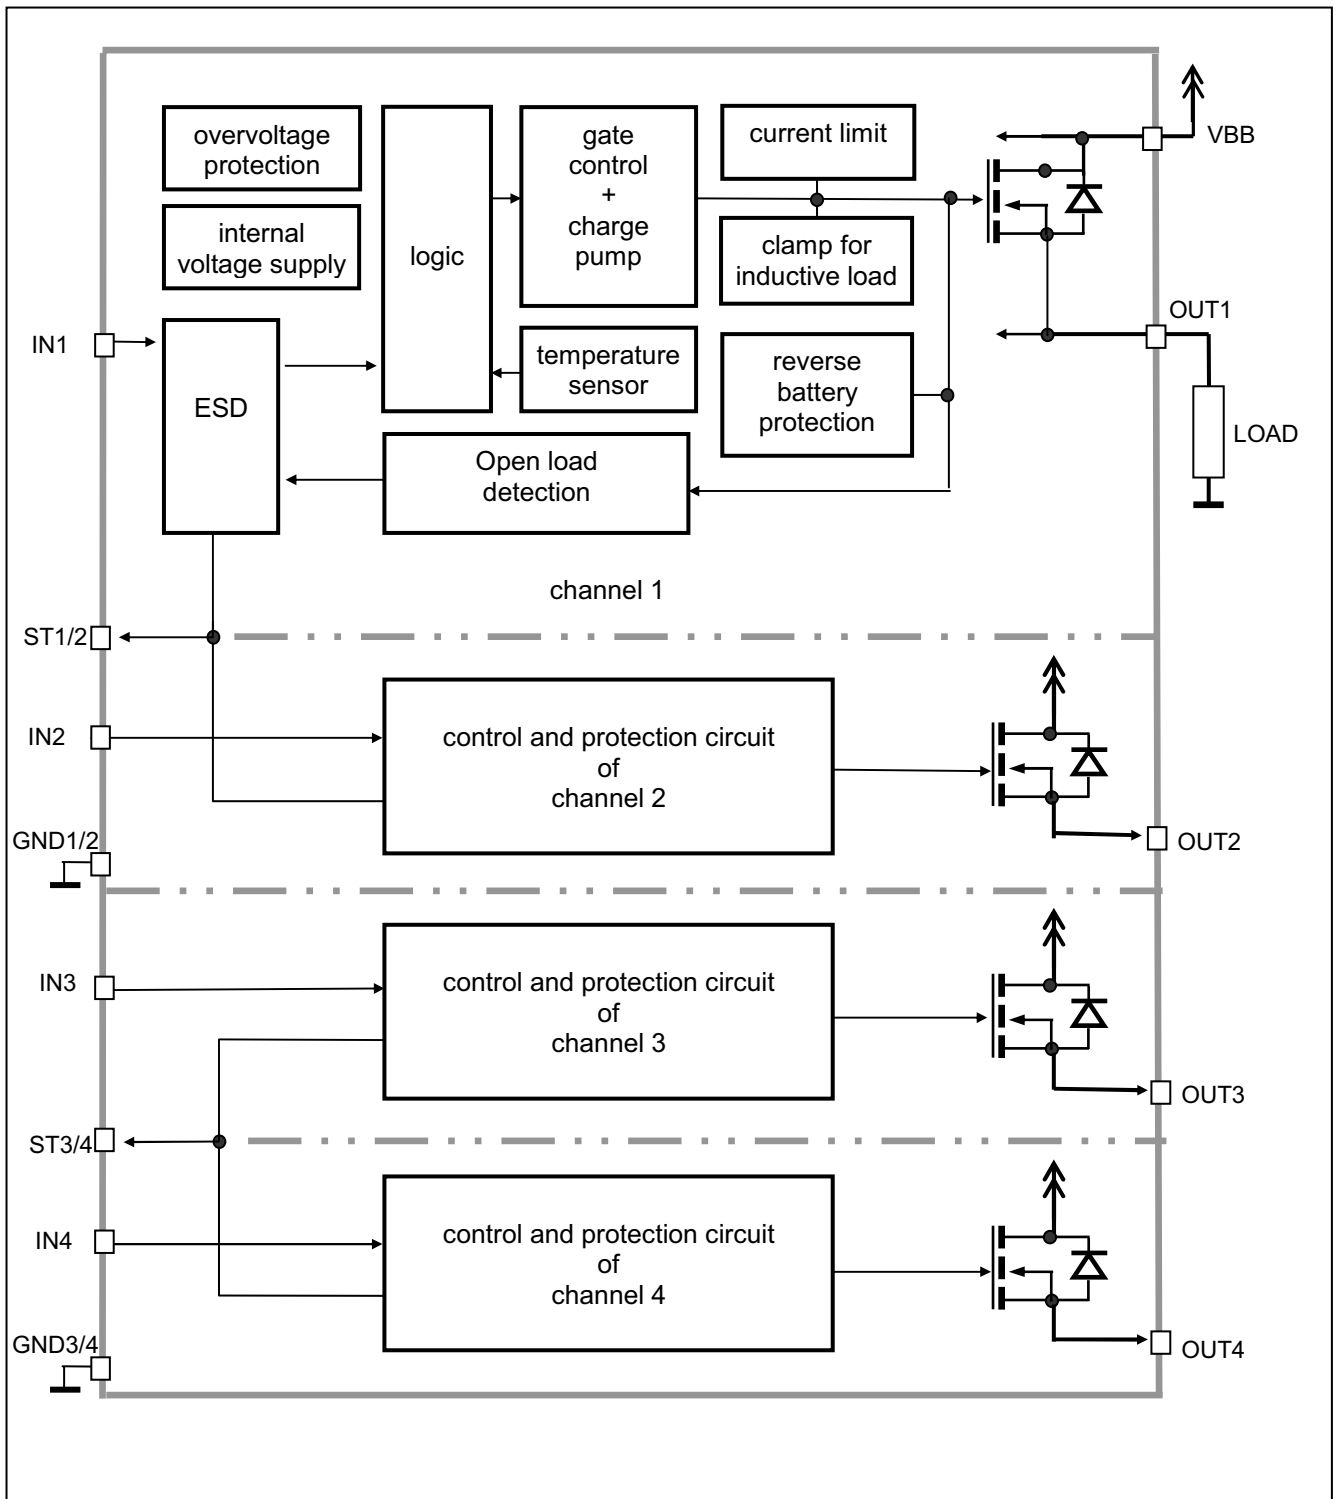 overvoltage
protection
internal
voltage supply
logic
gate
control
+
charge
pump
current limit
clamp for
inductive load
VBB
IN1
ESD
temperature
sensor
reverse
battery
protection
OUT1
LOAD
Open load
detection
channel 1
ST1/2
IN2
control and protection circuit
of
channel 2
GND1/2
OUT2
IN3
control and protection circuit
of
channel 3
OUT3
ST3/4
IN4
control and protection circuit
of
channel 4
GND3/4
OUT4